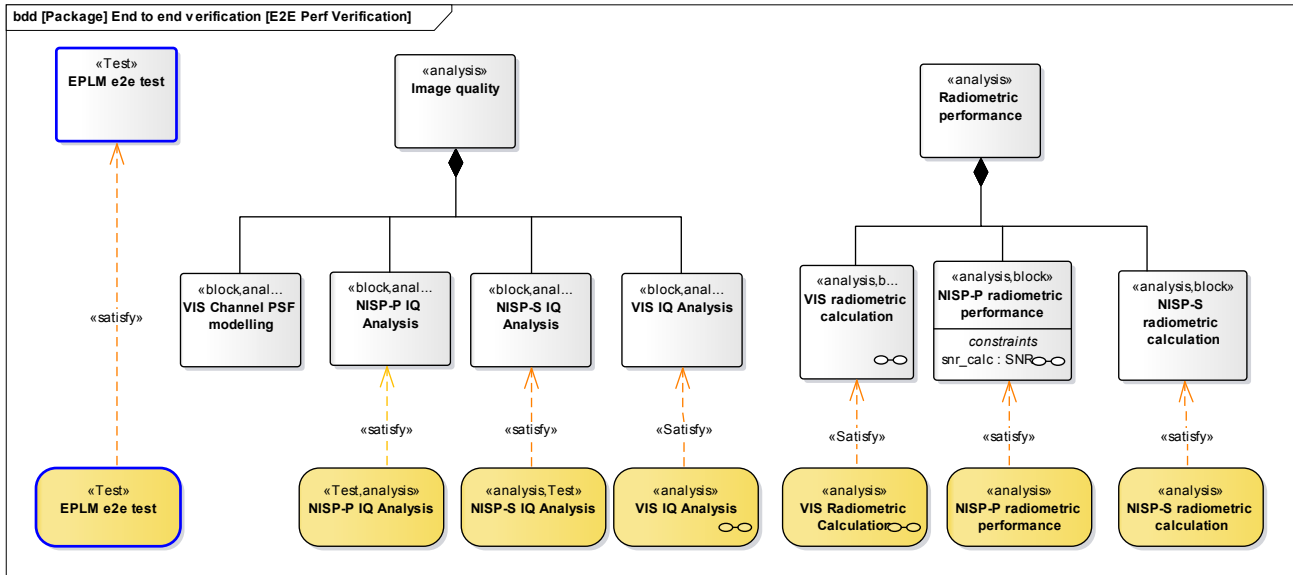 bdd [Package] End to end verification [E2E Perf Verification]
«Test»
EPLM e2e test
«analysis»
Image quality
«analysis»
Radiometric
performance
«block,anal...
VIS Channel PSF
modelling
«block,anal...
NISP-P IQ
Analysis
«block,anal...
NISP-S IQ
Analysis
«block,anal...
VIS IQ Analysis
«analysis,b...
VIS radiometric
calculation
«analysis,block»
NISP-P radiometric
performance
constraints
snr_calc : SNR
«analysis,block»
NISP-S
radiometric
calculation
«satisfy»
«satisfy»
«satisfy»
«Satisfy»
«Satisfy»
«satisfy»
«satisfy»
«Test»
EPLM e2e test
«Test,analysis»
NISP-P IQ Analysis
«analysis,Test»
NISP-S IQ Analysis
«analysis»
VIS IQ Analysis
«analysis»
VIS Radiometric
Calculation
«analysis»
NISP-P radiometric
performance
«analysis»
NISP-S radiometric
calculation